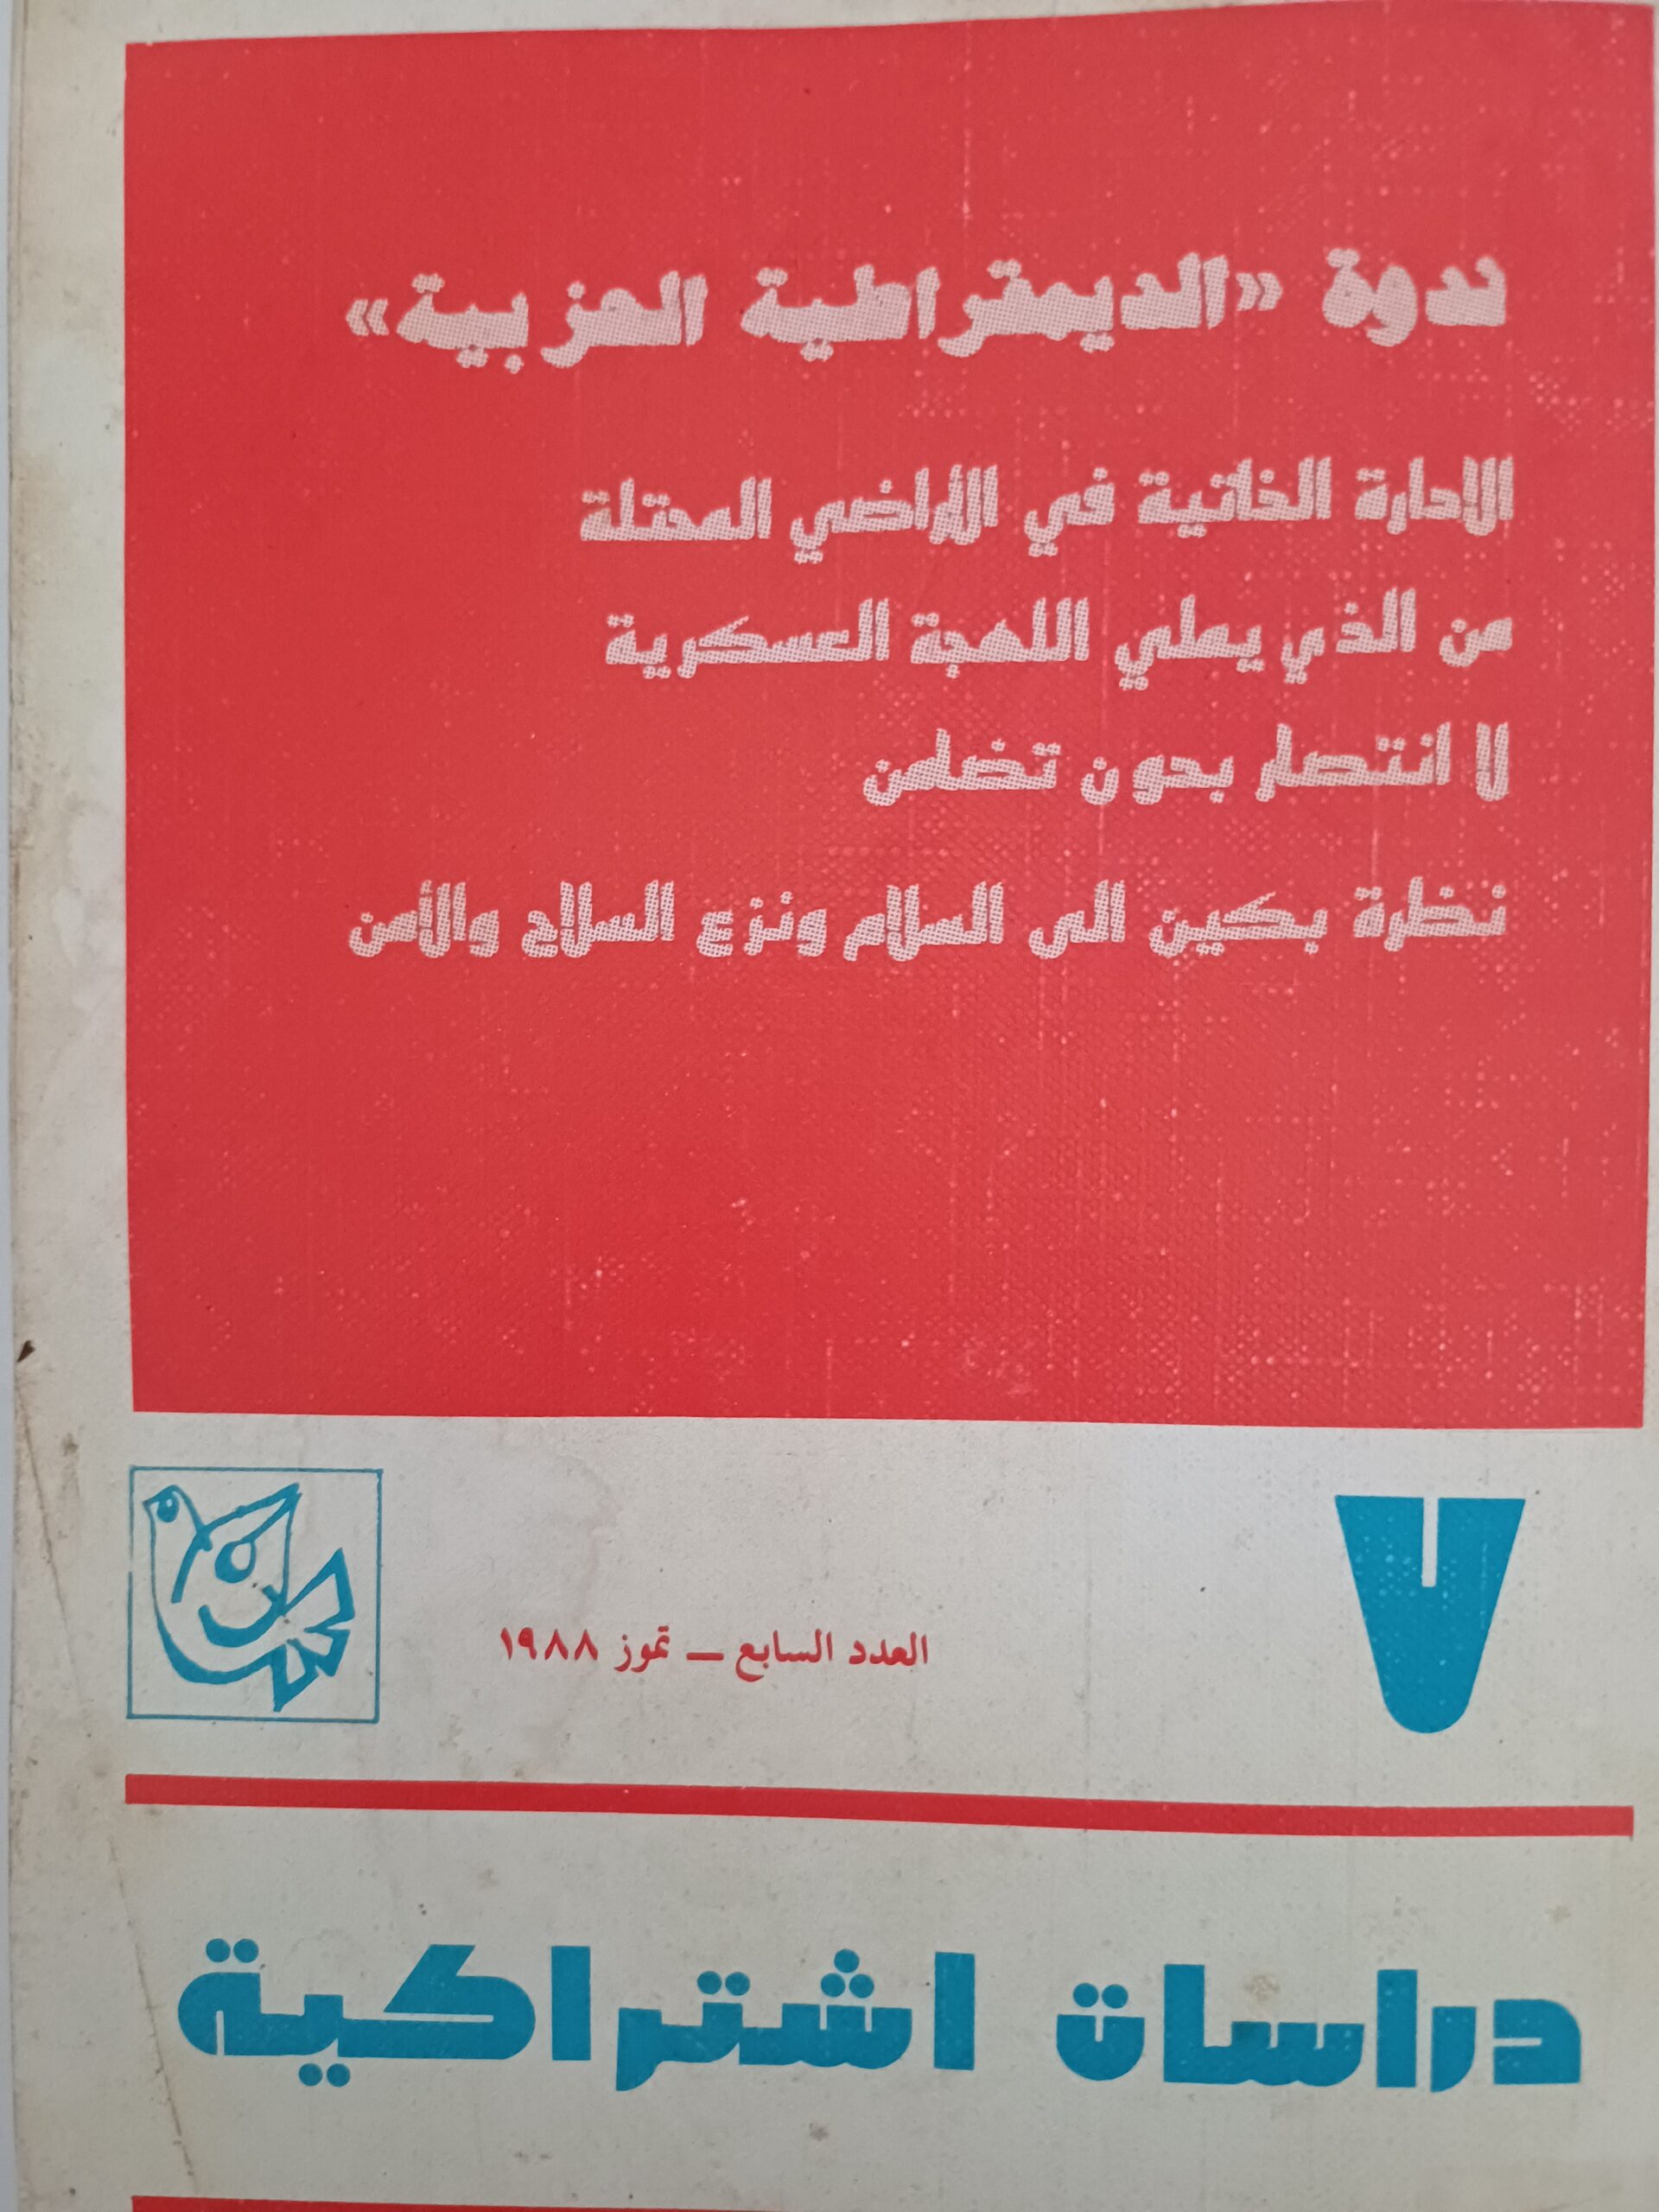 ندوة «الديمقراطية الحزبية»
الادارة الذاتية في الأراضي المحتلة
من الذي يملي اللهجة العسكرية
لا انتصار بدون تضامن
نظرة بكين الى السلام ونزع السلاح والأمن
٧
العدد السابع — تموز ١٩٨٨
دراسات اشتراكية